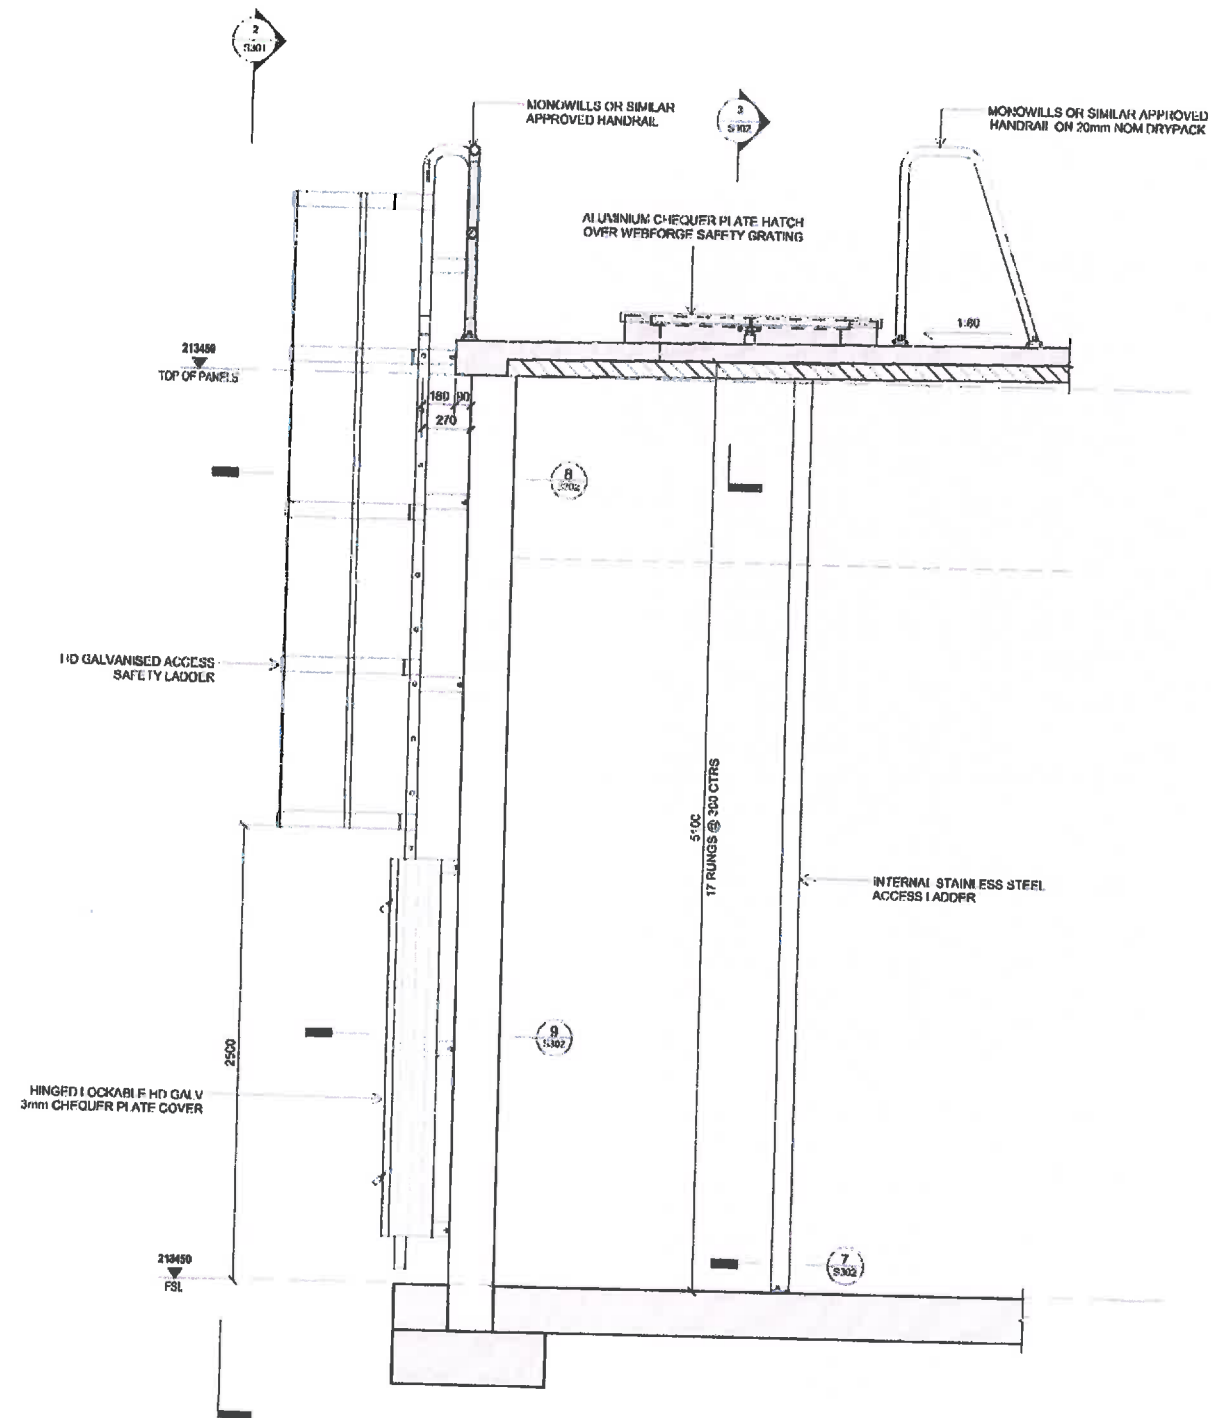 2
S301
MONOWILLS OR SIMILAR
APPROVED HANDRAIL
3
S302
MONOWILLS OR SIMILAR APPROVED
HANDRAIL ON 20mm NOM DRYPACK
ALUMINIUM CHEQUER PLATE HATCH
OVER WEBFORGE SAFETY GRATING
1:60
213450
TOP OF PANELS
180
90
270
8
S302
HD GALVANISED ACCESS
SAFETY LADDER
5100
17 RUNGS @ 300 CTRS
INTERNAL STAINLESS STEEL
ACCESS LADDER
2500
9
S302
HINGED LOCKABLE HD GALV
3mm CHEQUER PLATE COVER
213450
FSL
7
S302